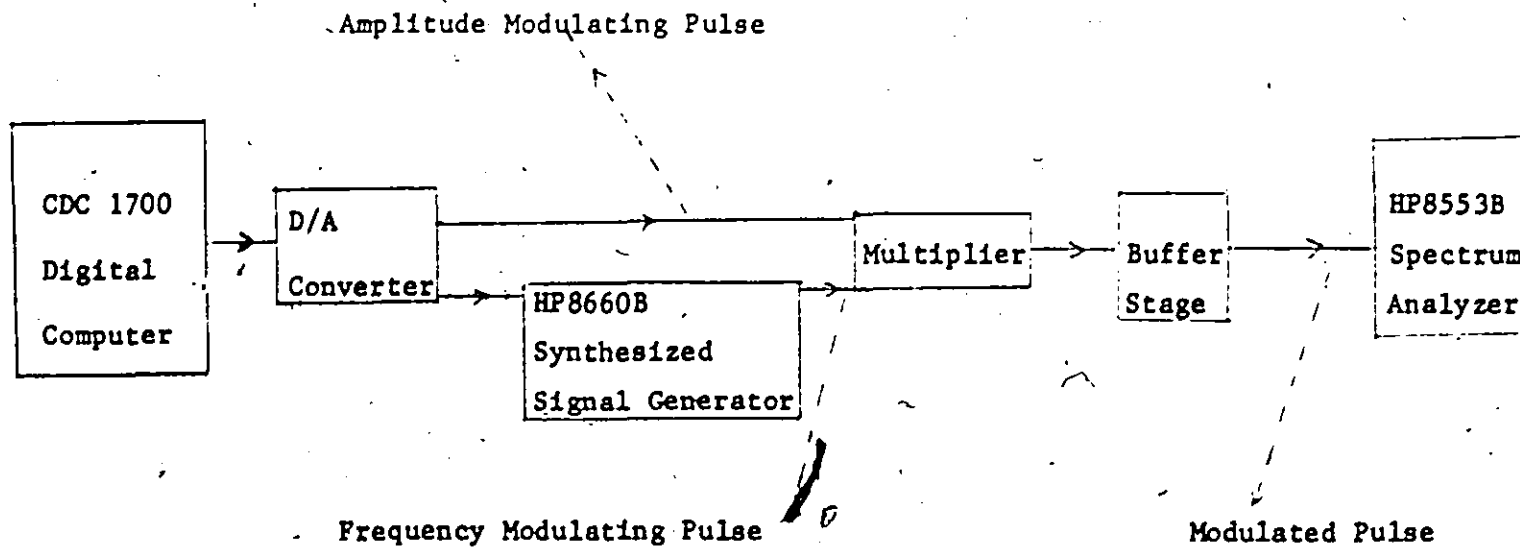 Amplitude Modulating Pulse
CDC 1700
Digital
Computer
D/A
Converter
HP8660B
Synthesized
Signal Generator
Multiplier
Buffer
Stage
HP8553B
Spectrum
Analyzer
Frequency Modulating Pulse
Modulated Pulse